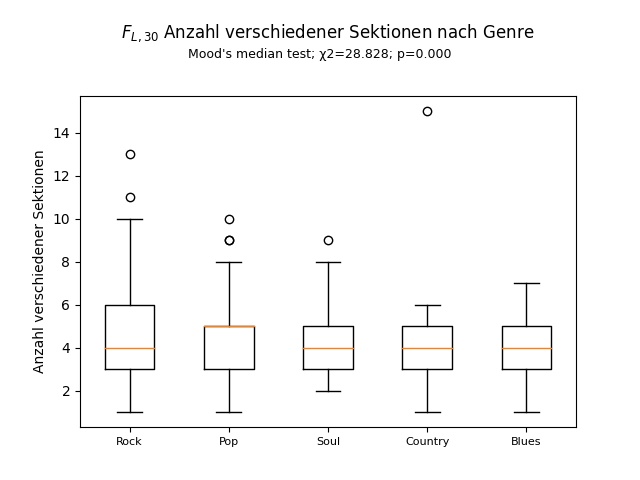 F_{L,30} Anzahl verschiedener Sektionen nach Genre
Mood's median test; χ2=28.828; p=0.000
Anzahl verschiedener Sektionen
14
12
10
8
6
4
2
Rock Pop Soul Country Blues